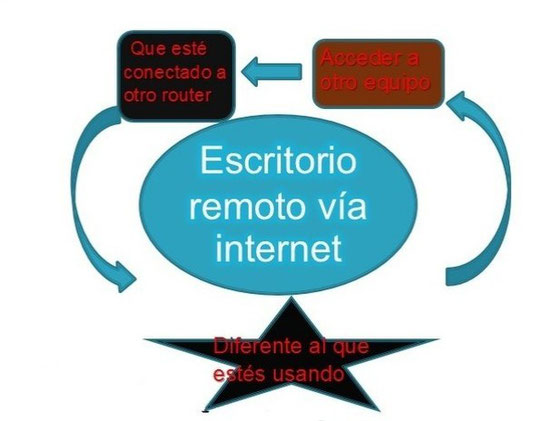 Que esté
conectado a
otro router
Acceder a
otro equipo
Escritorio
remoto vía
internet
Diferente al que
estés usando